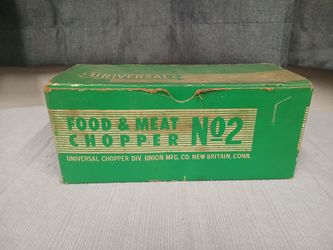 UNIVERSAL
FOOD & MEAT
CHOPPER
Nº2
UNIVERSAL CHOPPER DIV. UNION MFG. CO. NEW BRITAIN, CONN.